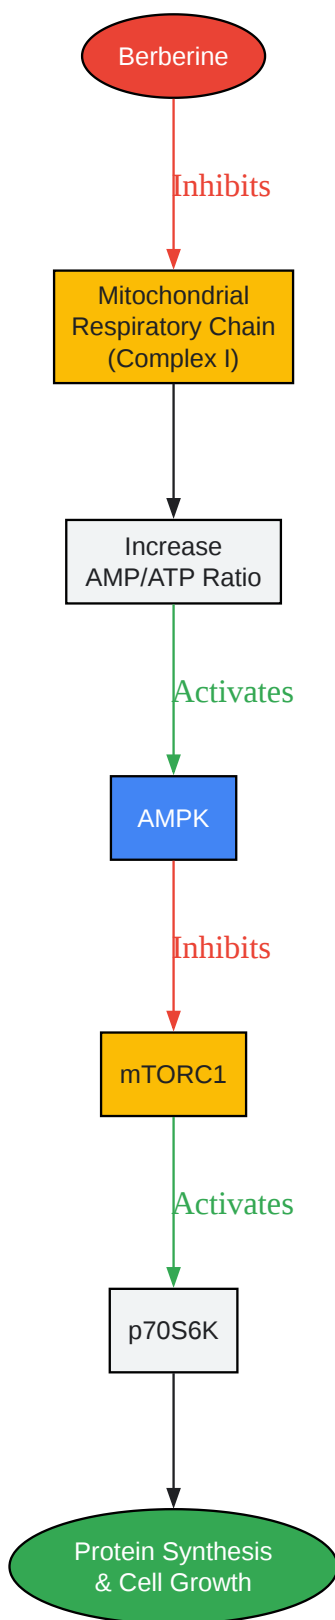 Berberine
Inhibits
Mitochondrial
Respiratory Chain
(Complex I)
Increase
AMP/ATP Ratio
Activates
AMPK
Inhibits
mTORC1
Activates
p70S6K
Protein Synthesis
& Cell Growth